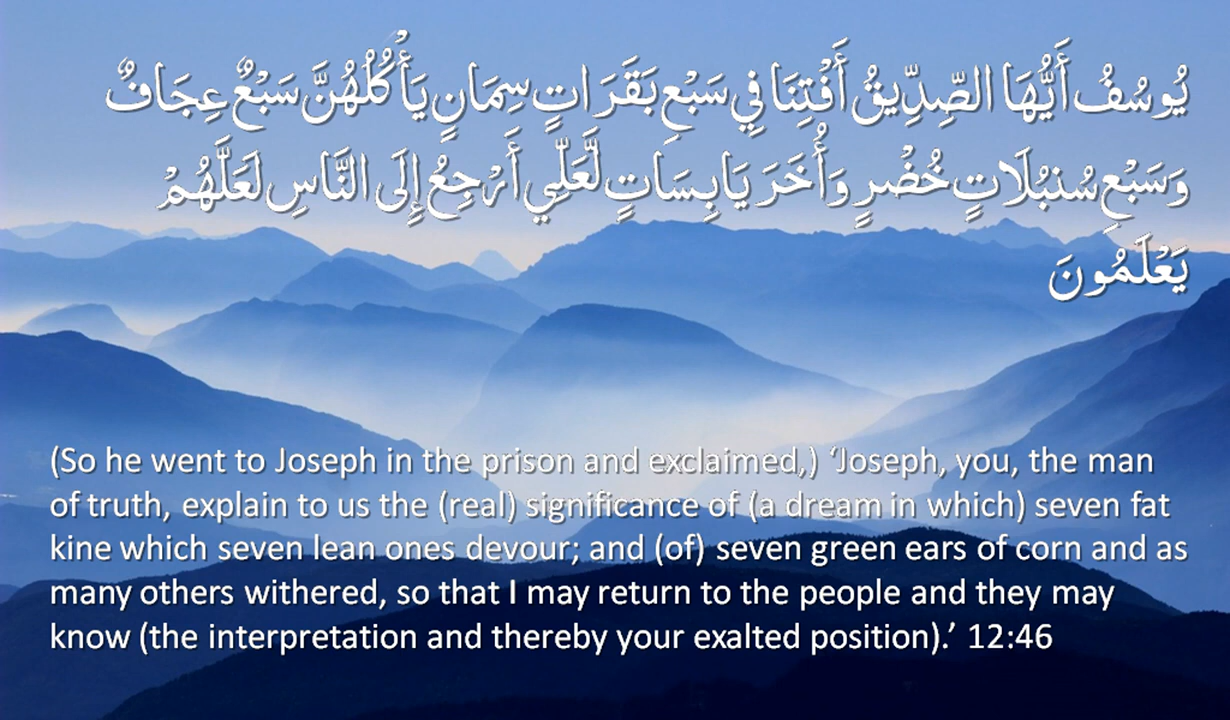 يُوسُفُ أَيُّهَا الصِّدِّيقُ أَفْتِنَا فِي سَبْعِ بَقَرَاتٍ سِمَانٍ يَأْكُلُهُنَّ سَبْعٌ عِجَافٌ
وَسَبْعِ سُنبُلَاتٍ خُضْرٍ وَأُخَرَ يَابِسَاتٍ لَّعَلِّي أَرْجِعُ إِلَى النَّاسِ لَعَلَّهُمْ
يَعْلَمُونَ
(So he went to Joseph in the prison and exclaimed,) ‘Joseph, you, the man
of truth, explain to us the (real) significance of (a dream in which) seven fat
kine which seven lean ones devour; and (of) seven green ears of corn and as
many others withered, so that I may return to the people and they may
know (the interpretation and thereby your exalted position).’ 12:46